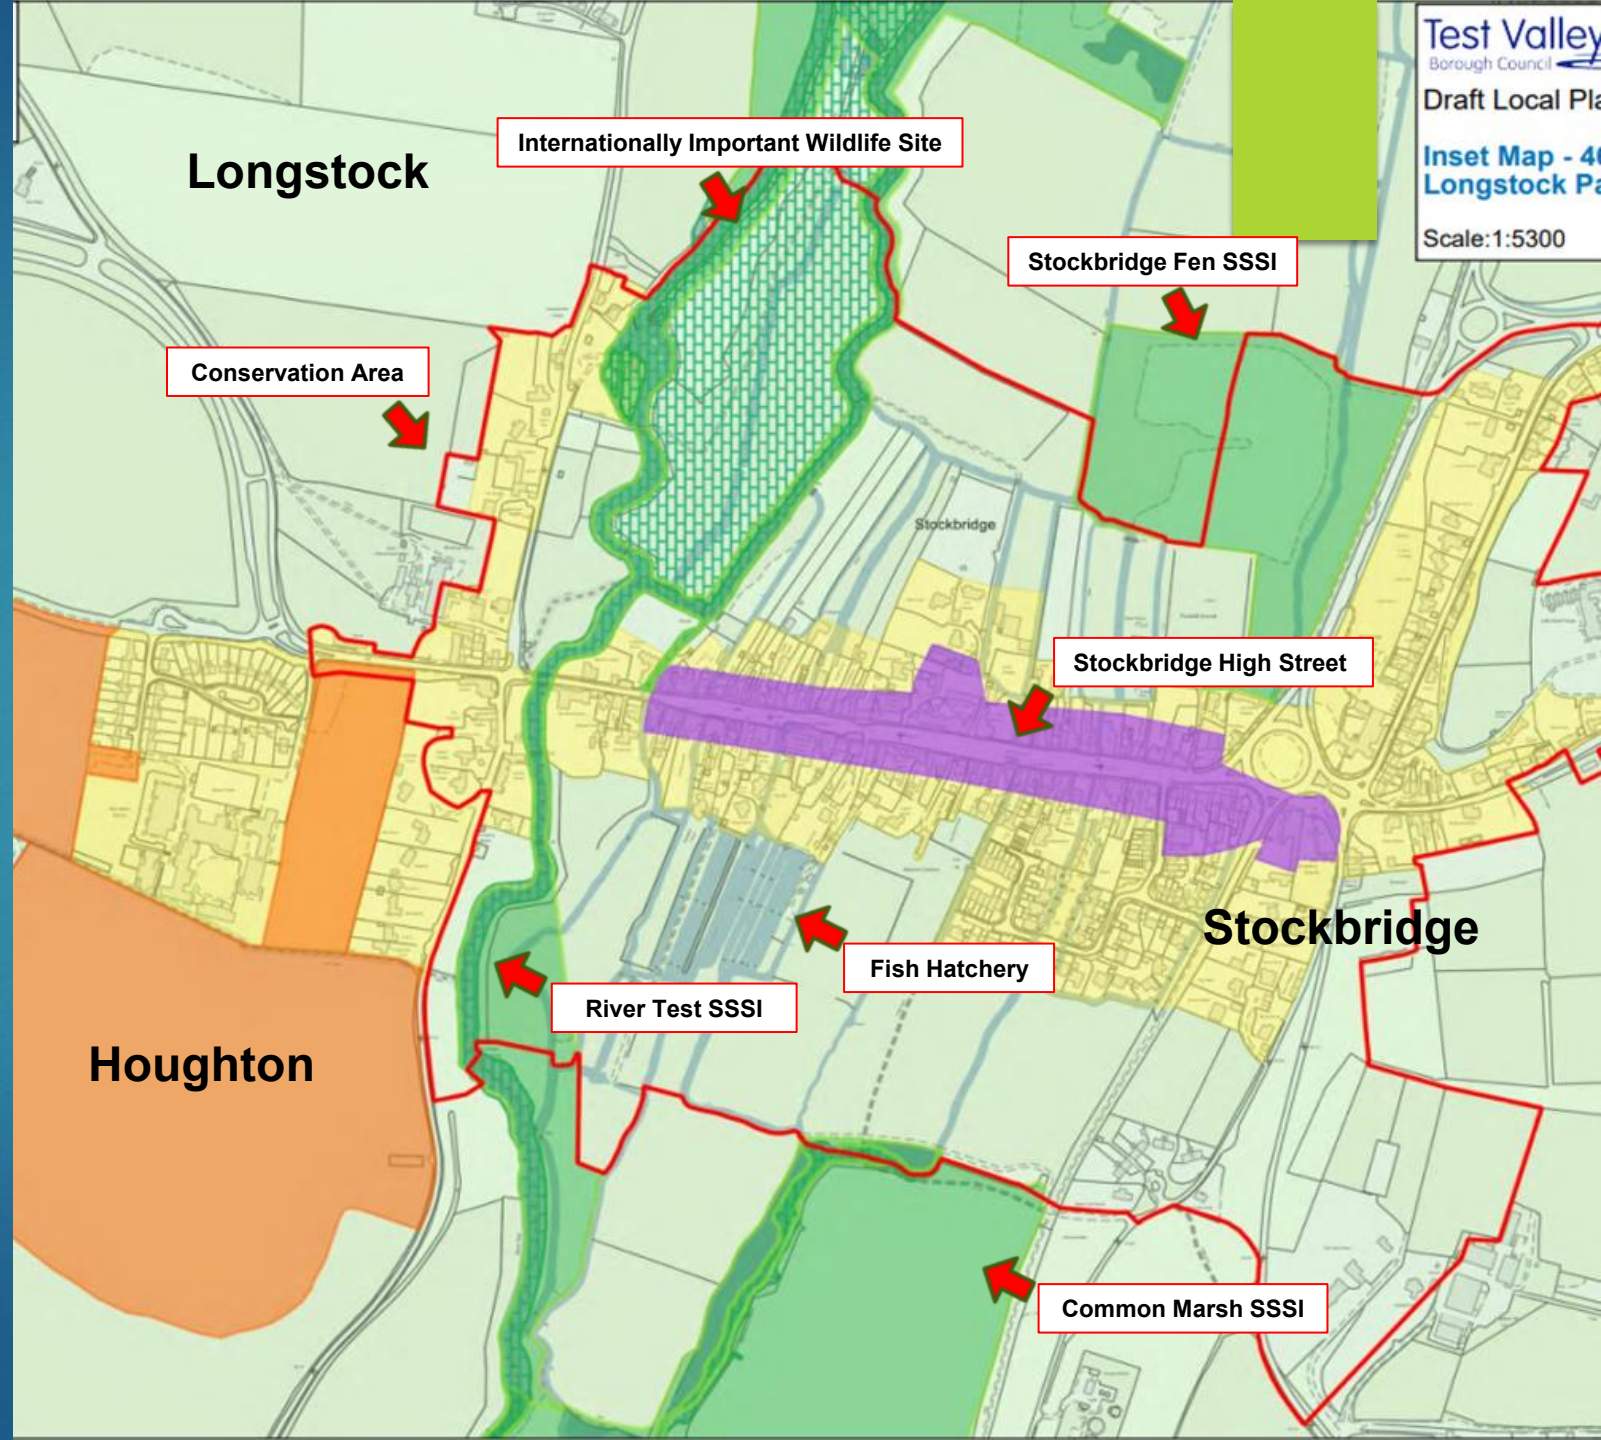 Test Valley
Borough Council
Draft Local Pla
Inset Map - 4
Longstock Pa
Scale:1:5300
Internationally Important Wildlife Site
Longstock
Stockbridge Fen SSSI
Conservation Area
Stockbridge
Stockbridge High Street
Stockbridge
Fish Hatchery
River Test SSSI
Houghton
Common Marsh SSSI